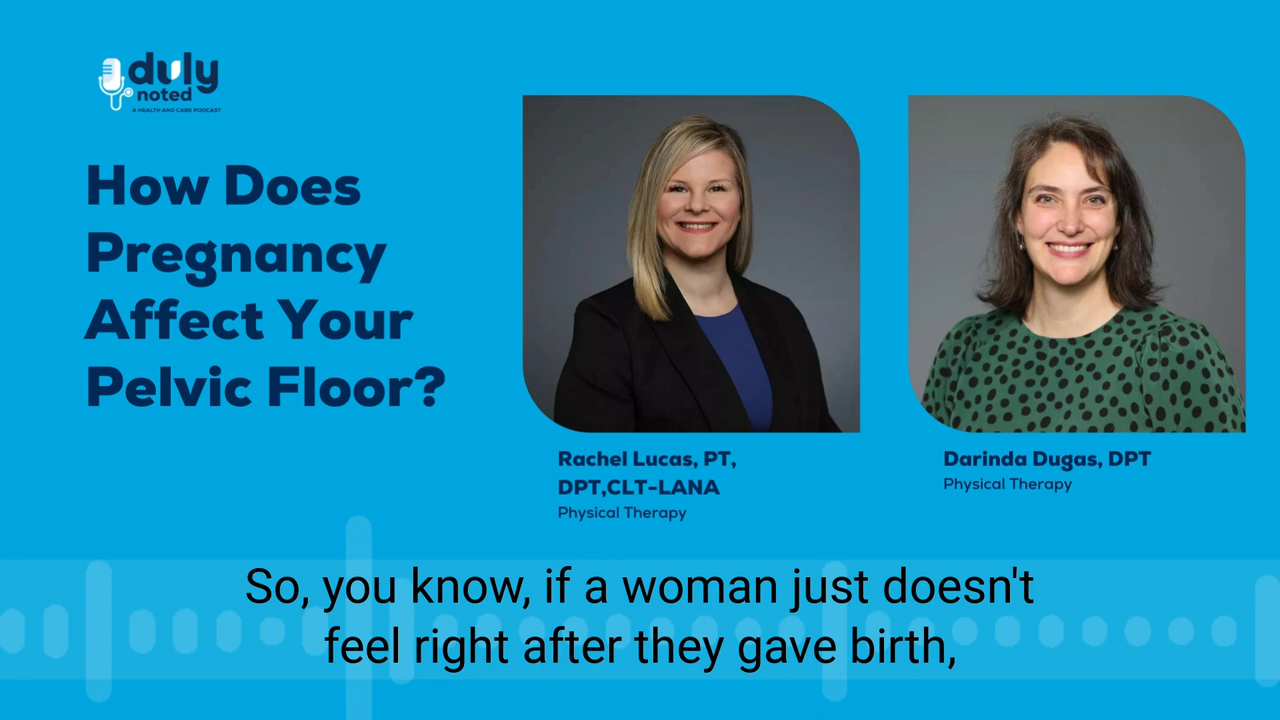 duly
noted
A HEALTH AND CARE PODCAST
How Does
Pregnancy
Affect Your
Pelvic Floor?
Rachel Lucas, PT,
DPT,CLT-LANA
Physical Therapy
Darinda Dugas, DPT
Physical Therapy
So, you know, if a woman just doesn't
feel right after they gave birth,